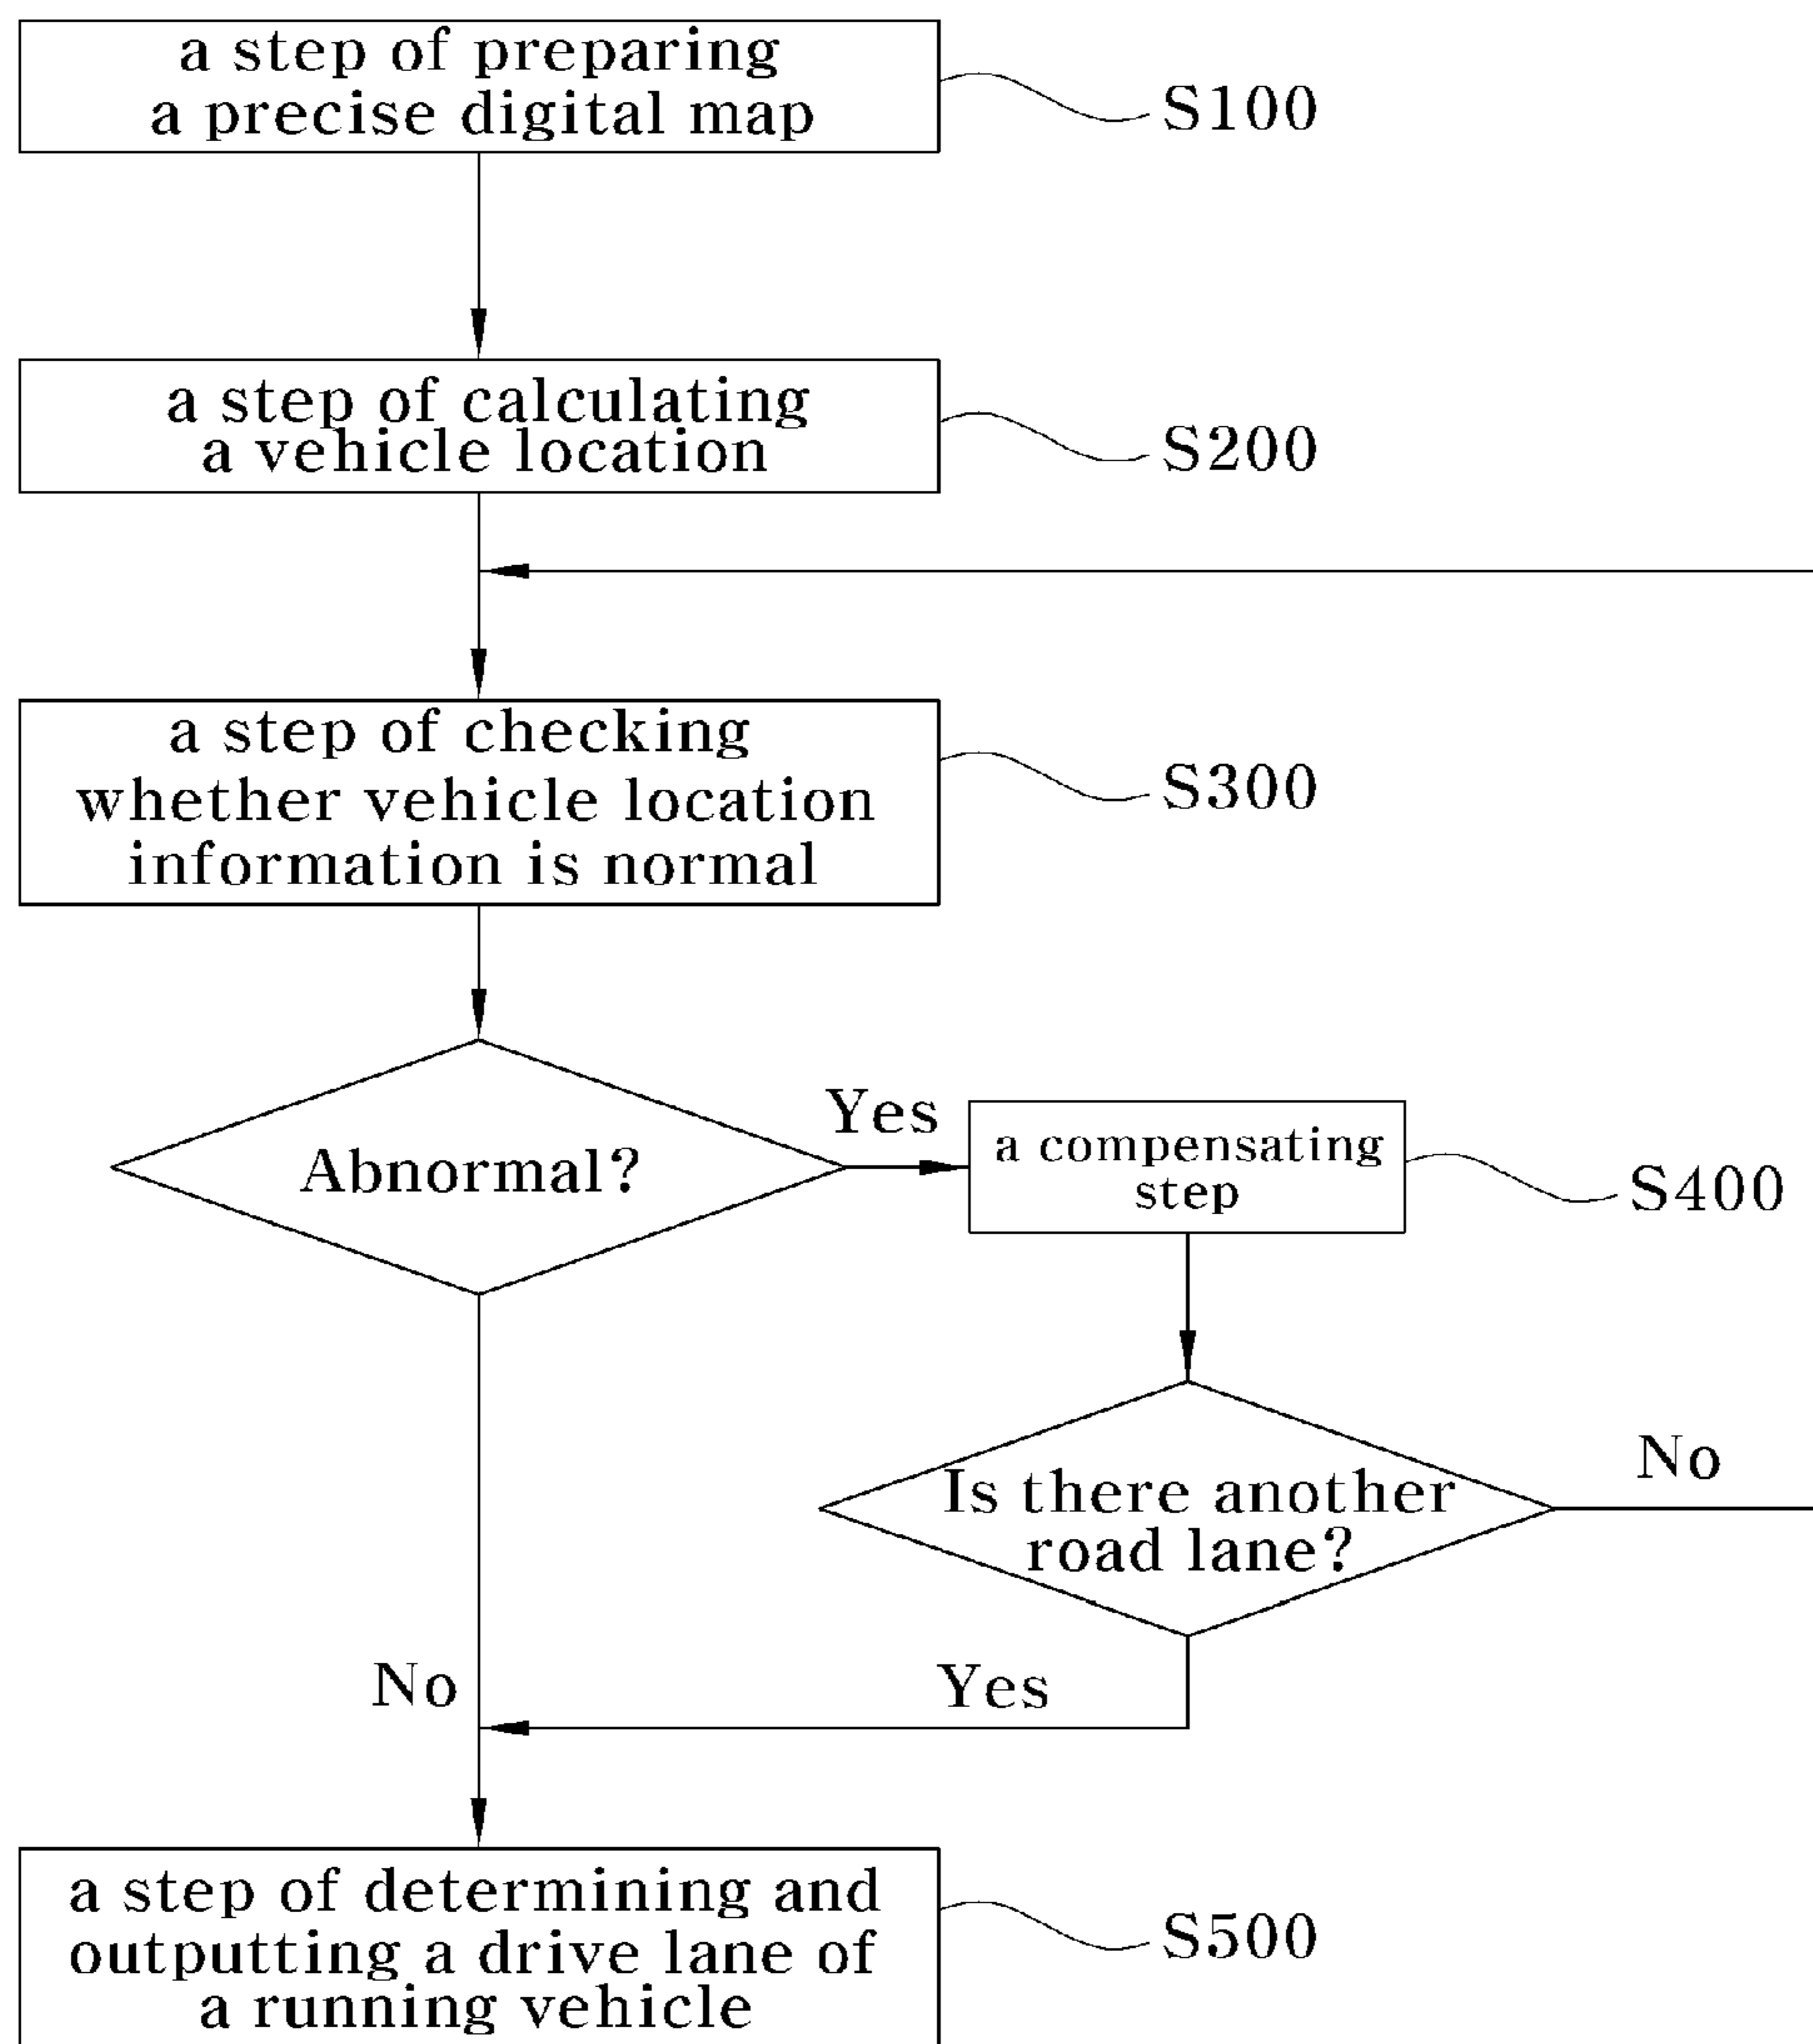 a step of preparing
a precise digital map
S100
a step of calculating
a vehicle location
S200
a step of checking
whether vehicle location
information is normal
S300
Abnormal?
Yes
a compensating
step
S400
Is there another
road lane?
No
No
Yes
a step of determining and
outputting a drive lane of
a running vehicle
S500